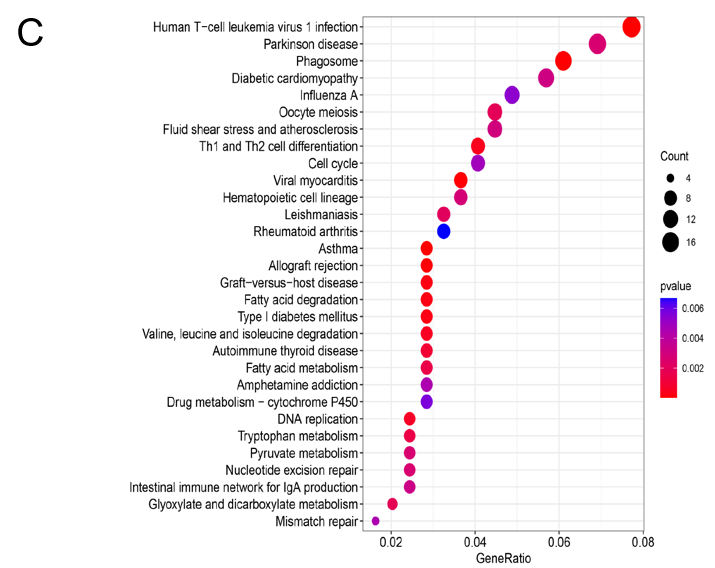 C
Human T−cell leukemia virus 1 infection
Parkinson disease
Phagosome
Diabetic cardiomyopathy
Influenza A
Oocyte meiosis
Fluid shear stress and atherosclerosis
Th1 and Th2 cell differentiation
Cell cycle
Viral myocarditis
Hematopoietic cell lineage
Leishmaniasis
Rheumatoid arthritis
Asthma
Allograft rejection
Graft−versus−host disease
Fatty acid degradation
Type I diabetes mellitus
Valine, leucine and isoleucine degradation
Autoimmune thyroid disease
Fatty acid metabolism
Amphetamine addiction
Drug metabolism − cytochrome P450
DNA replication
Tryptophan metabolism
Pyruvate metabolism
Nucleotide excision repair
Intestinal immune network for IgA production
Glyoxylate and dicarboxylate metabolism
Mismatch repair
0.02 0.04 0.06 0.08
GeneRatio
Count
4
8
12
16
pvalue
0.006
0.004
0.002